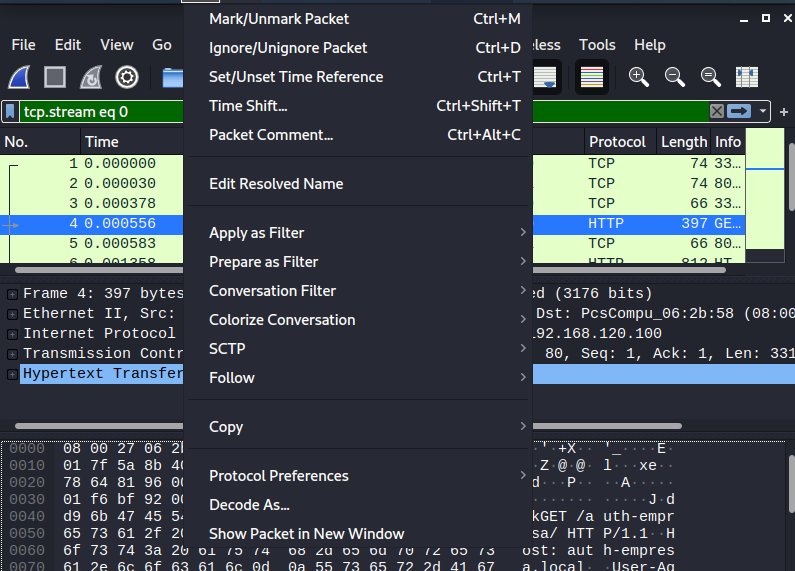 Mark/Unmark Packet Ctrl+M
File Edit View Go Ignore/Unignore Packet Ctrl+D eless Tools Help
Set/Unset Time Reference Ctrl+T
Time Shift... Ctrl+Shift+T
tcp.stream eq 0
Packet Comment... Ctrl+Alt+C
No. Time Protocol Length Info
1 0.000000 TCP 74 33…
2 0.000030 Edit Resolved Name TCP 74 80…
3 0.000378 TCP 66 33…
4 0.000556 Apply as Filter HTTP 397 GE…
5 0.000583 TCP 66 80…
6 0.001358 Prepare as Filter HTTP 812 HT…
Frame 4: 397 bytes Conversation Filter ed (3176 bits)
Ethernet II, Src: Colorize Conversation Dst: PcsCompu_06:2b:58 (08:00
Internet Protocol 192.168.120.100
Transmission Contr SCTP 80, Seq: 1, Ack: 1, Len: 331
Hypertext Transfer Follow
Copy
0000 08 00 27 06 2b ·'·+X ·'_···E·
0010 01 7f 5a 8b 40 ··Z·@·@· l···xe··
0020 78 64 81 96 00 Protocol Preferences d···P·· ··A·····
0030 01 f6 bf 92 00 Decode As... ········ ······J d
0040 d9 6b 47 45 54 kGET /a uth-empr
0050 65 73 61 2f 20 Show Packet in New Window sa/ HTT P/1.1 ··H
0060 6f 73 74 3a 20 61 75 74 68 2d 65 6d 70 72 65 73 ost: aut h-empres
0070 61 2e 6c 6f 63 61 6c 0d 0a 55 73 65 72 2d 41 67 a.local· ·User-Ag